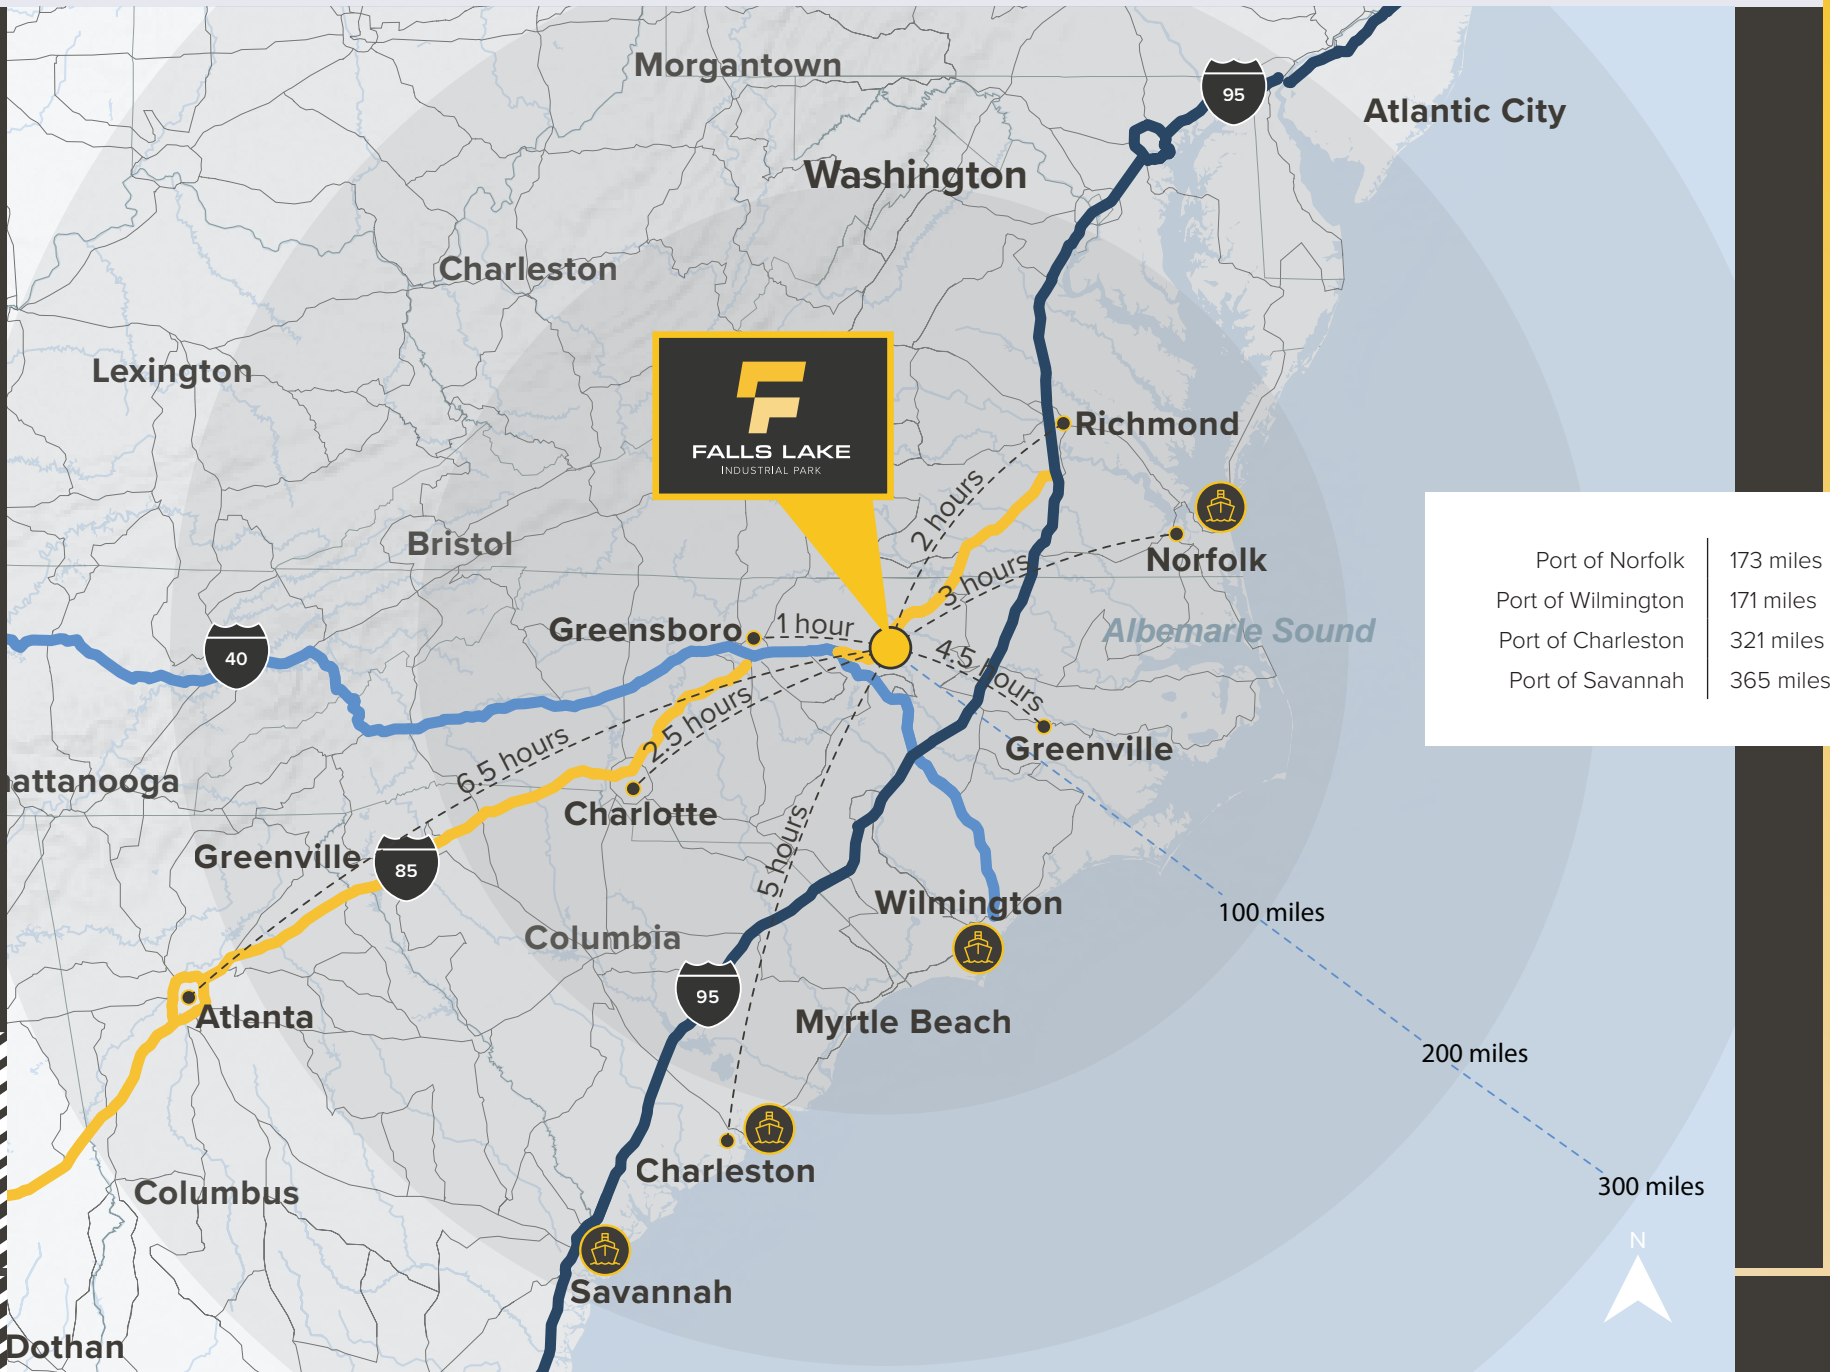 Morgantown
95
Atlantic City
Washington
Charleston
Lexington
FALLS LAKE
INDUSTRIAL PARK
Richmond
2 hours
Bristol
Norfolk
3 hours
Port of Norfolk 173 miles
Port of Wilmington 171 miles
Port of Charleston 321 miles
Port of Savannah 365 miles
Greensboro
1 hour
Albemarle Sound
40
4.5 hours
2.5 hours
6.5 hours
Greenville
attanooga
Charlotte
5 hours
Greenville
85
Wilmington
100 miles
Columbia
95
Atlanta
Myrtle Beach
200 miles
Charleston
300 miles
Columbus
N
Savannah
Dothan